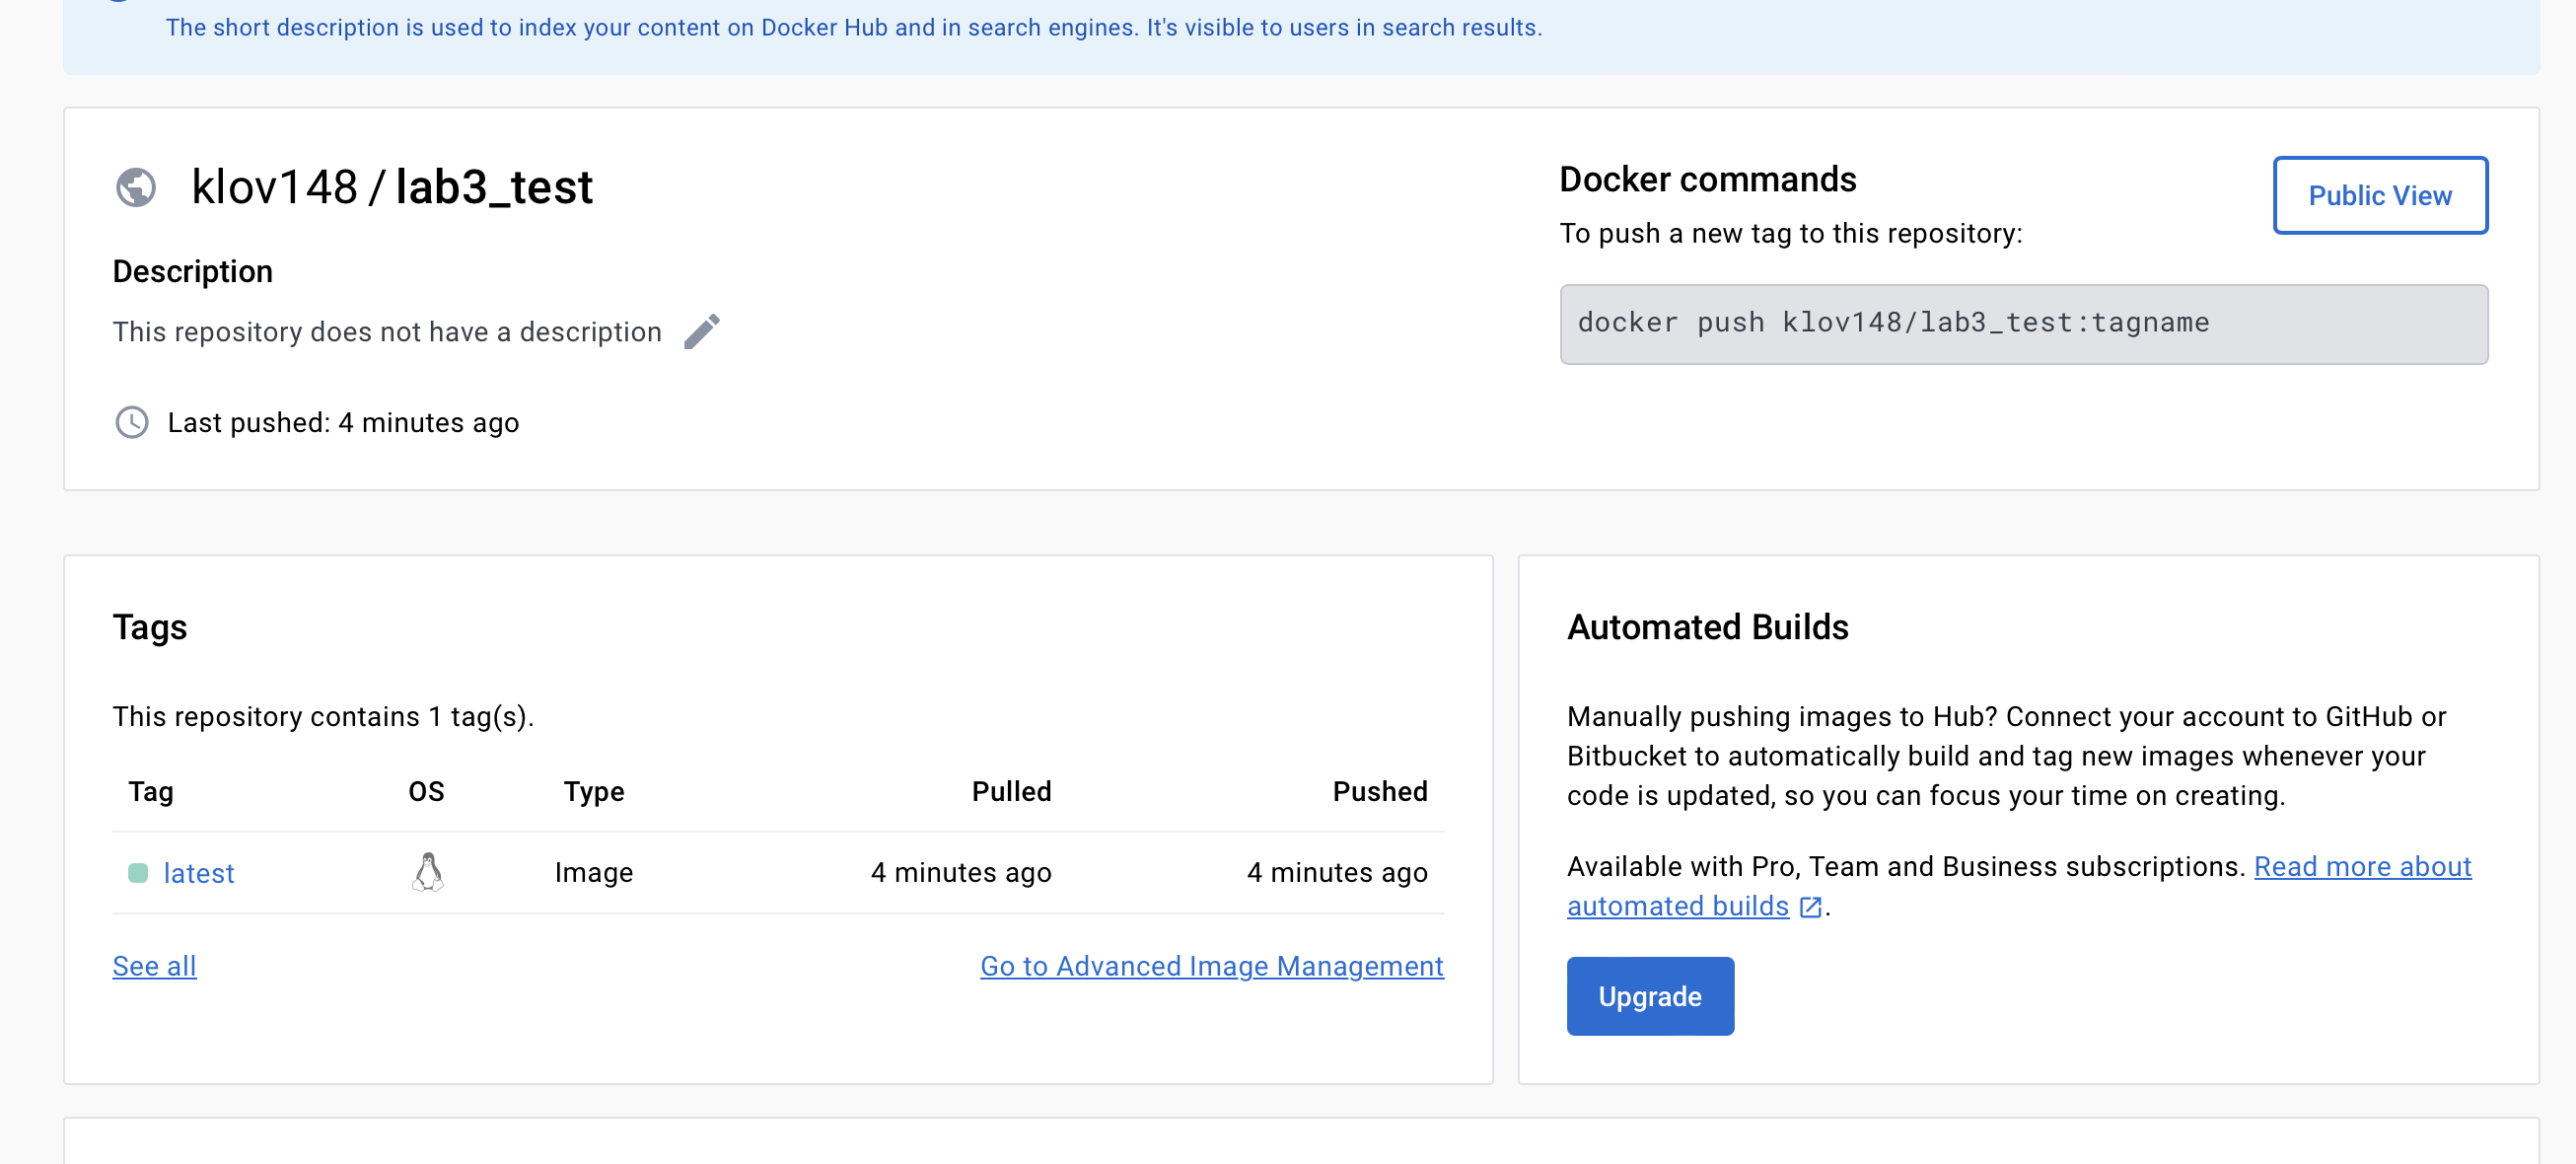 The short description is used to index your content on Docker Hub and in search engines. It's visible to users in search results.
klov148 / lab3_test
Description
This repository does not have a description
Last pushed: 4 minutes ago
Docker commands
To push a new tag to this repository:
Public View
docker push klov148/lab3_test:tagname
Tags
This repository contains 1 tag(s).
Tag OS Type Pulled Pushed
latest Image 4 minutes ago 4 minutes ago
See all Go to Advanced Image Management
Automated Builds
Manually pushing images to Hub? Connect your account to GitHub or
Bitbucket to automatically build and tag new images whenever your
code is updated, so you can focus your time on creating.
Available with Pro, Team and Business subscriptions. Read more about
automated builds .
Upgrade